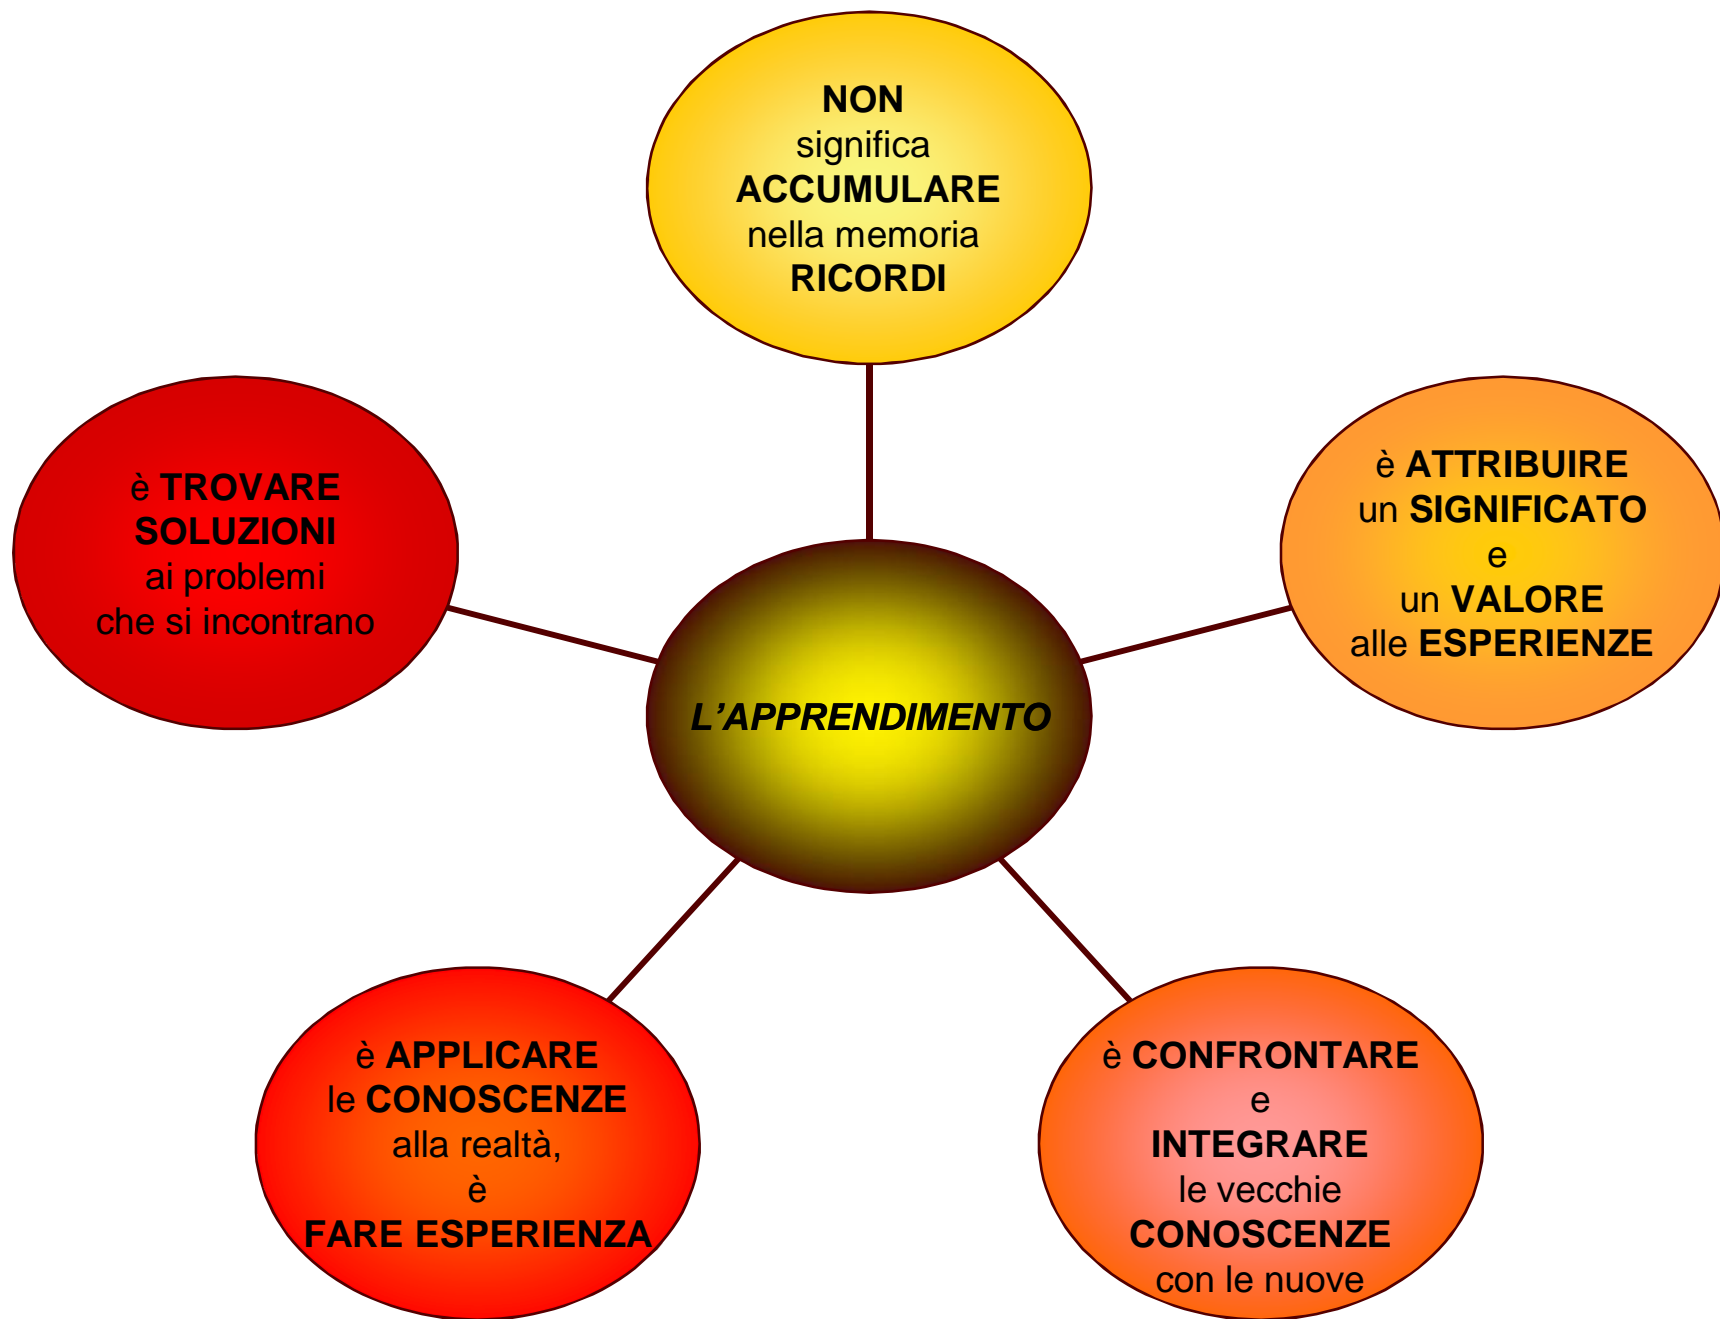 NON
significa
ACCUMULARE
nella memoria
RICORDI
è TROVARE
SOLUZIONI
ai problemi
che si incontrano
è ATTRIBUIRE
un SIGNIFICATO
e
un VALORE
alle ESPERIENZE
L’APPRENDIMENTO
è APPLICARE
le CONOSCENZE
alla realtà,
è
FARE ESPERIENZA
è CONFRONTARE
e
INTEGRARE
le vecchie
CONOSCENZE
con le nuove